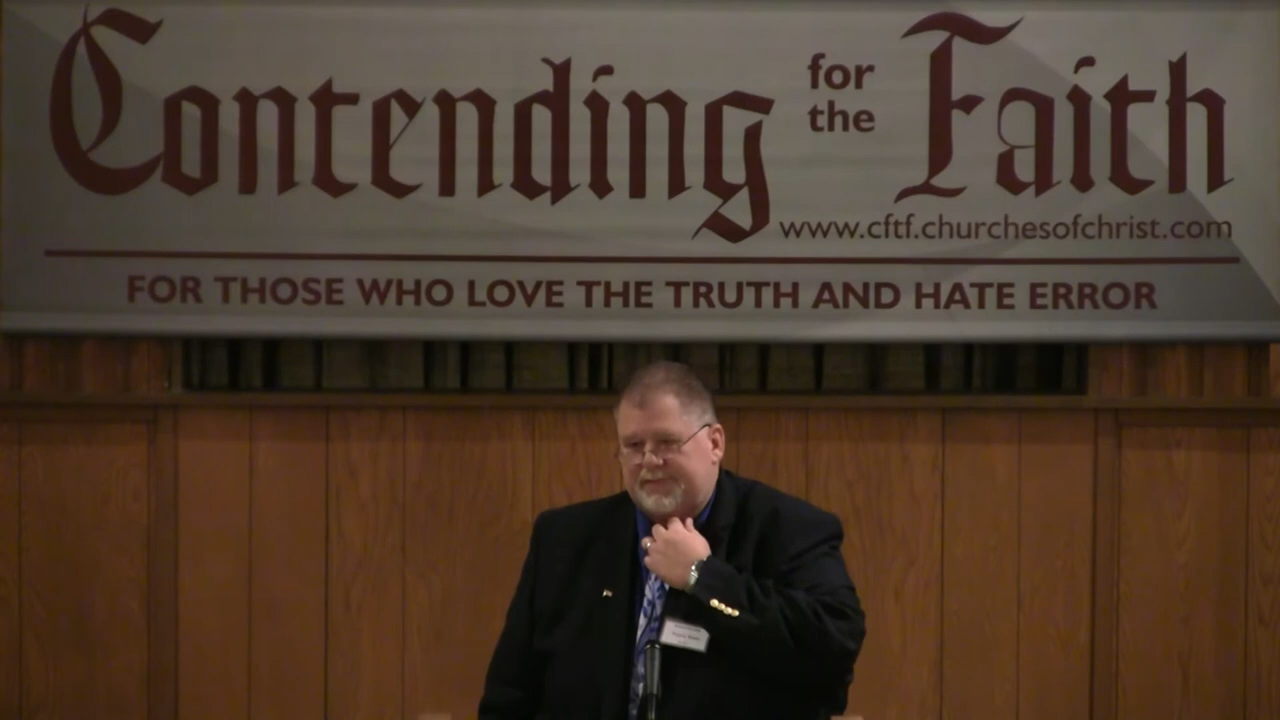 Contending for the Faith
www.cftf.churchesofchrist.com
FOR THOSE WHO LOVE THE TRUTH AND HATE ERROR